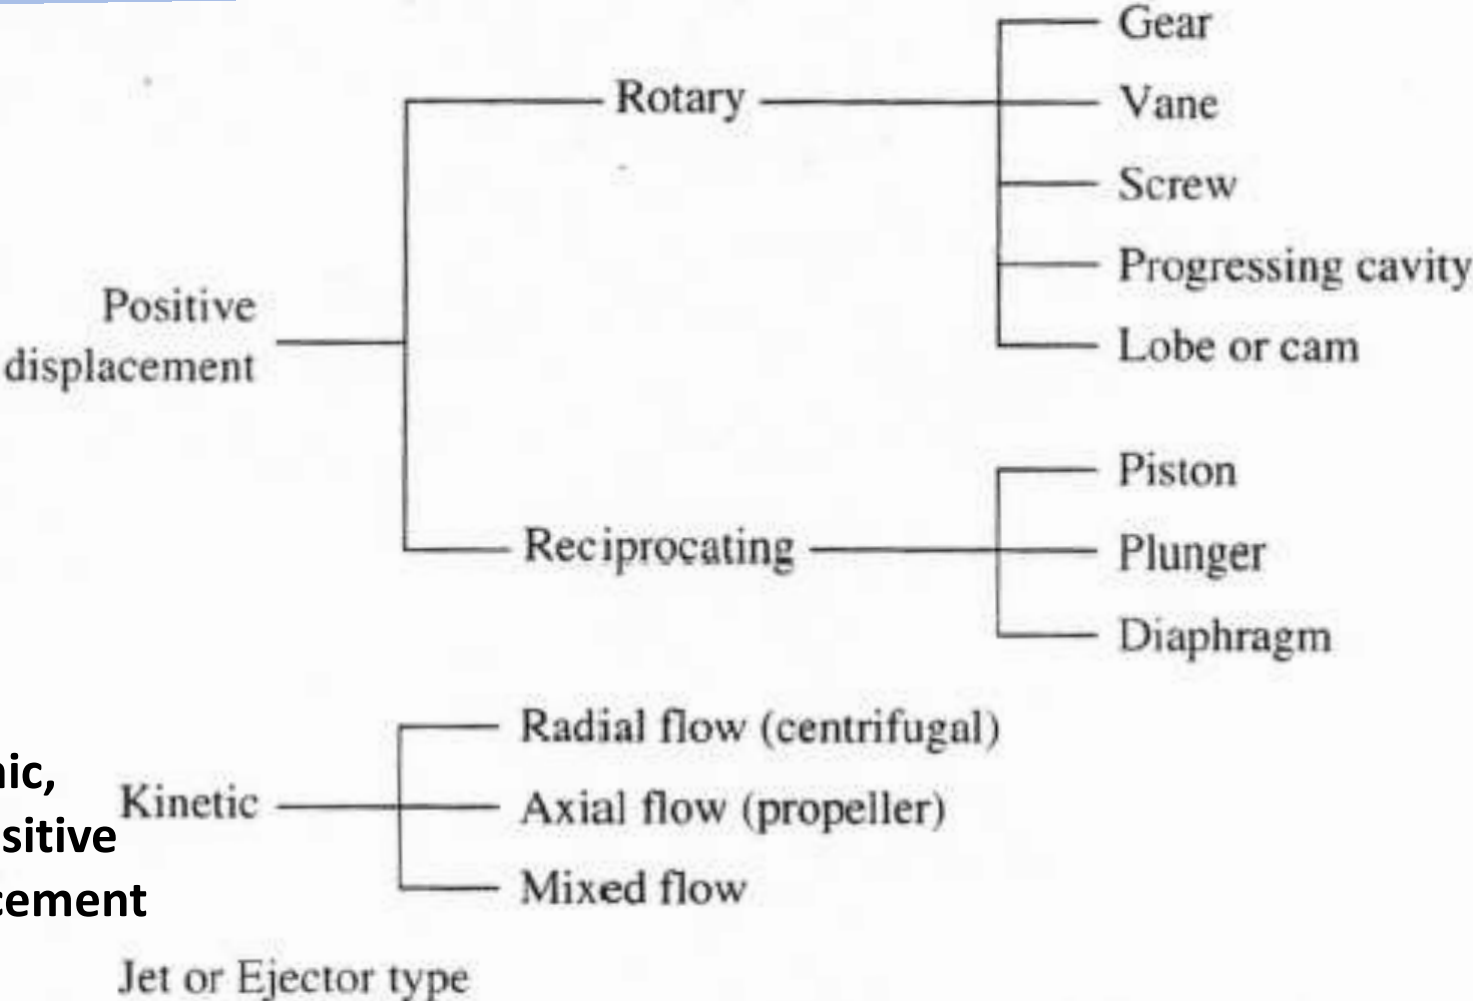 Gear
Rotary
Vane
Screw
Progressing cavity
Lobe or cam
Positive
displacement
Piston
Reciprocating
Plunger
Diaphragm
Radial flow (centrifugal)
Kinetic
Axial flow (propeller)
Mixed flow
nic,
sitive
cement
Jet or Ejector type